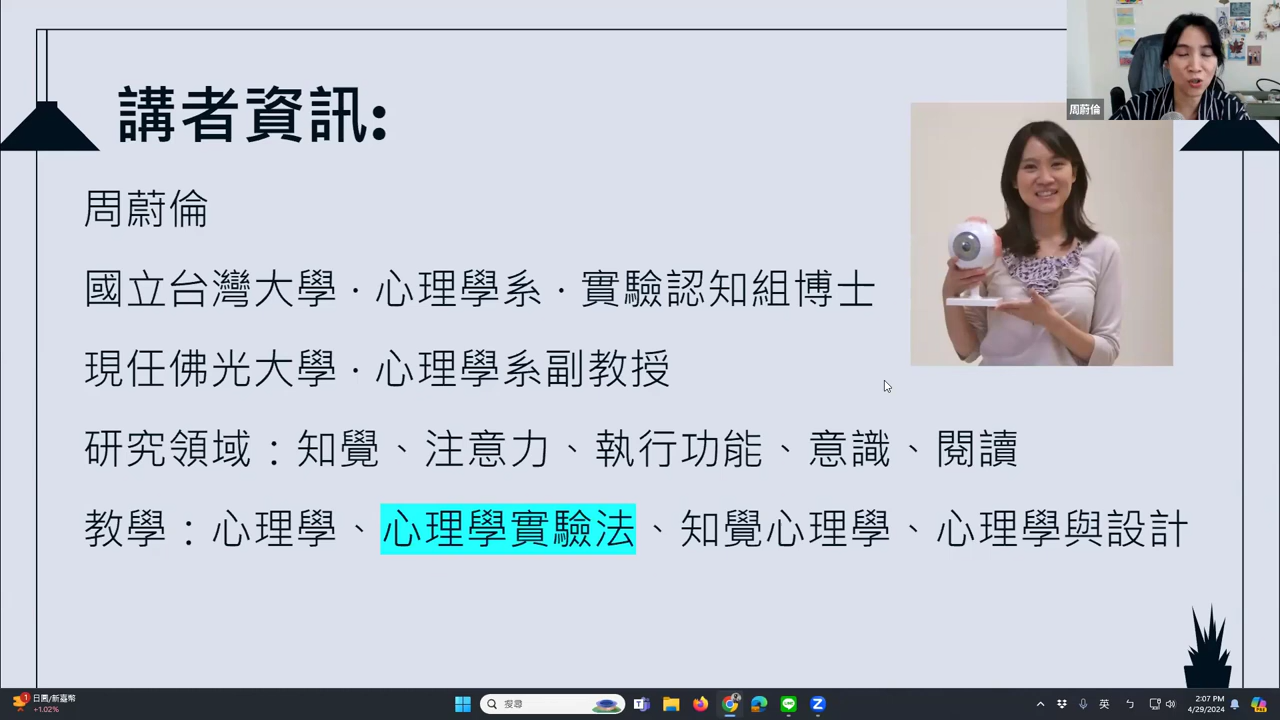 講者資訊:
周蔚倫
周蔚倫
國立台灣大學．心理學系．實驗認知組博士
現任佛光大學．心理學系副教授
研究領域：知覺、注意力、執行功能、意識、閱讀
教學：心理學、心理學實驗法、知覺心理學、心理學與設計
1
日圓/新臺幣
+1.02%
搜尋
英
ㄅ
2:07 PM
4/29/2024